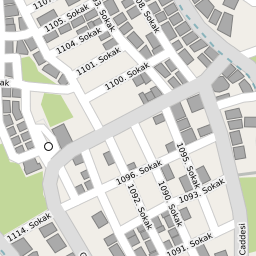 1105. Sokak
1104. Sokak
1101. Sokak
1100. Sokak
1095. Sokak
1096. Sokak
1092. Sokak
1090. Sokak
1093. Sokak
1114. Sokak
1091. Sokak
Caddesi